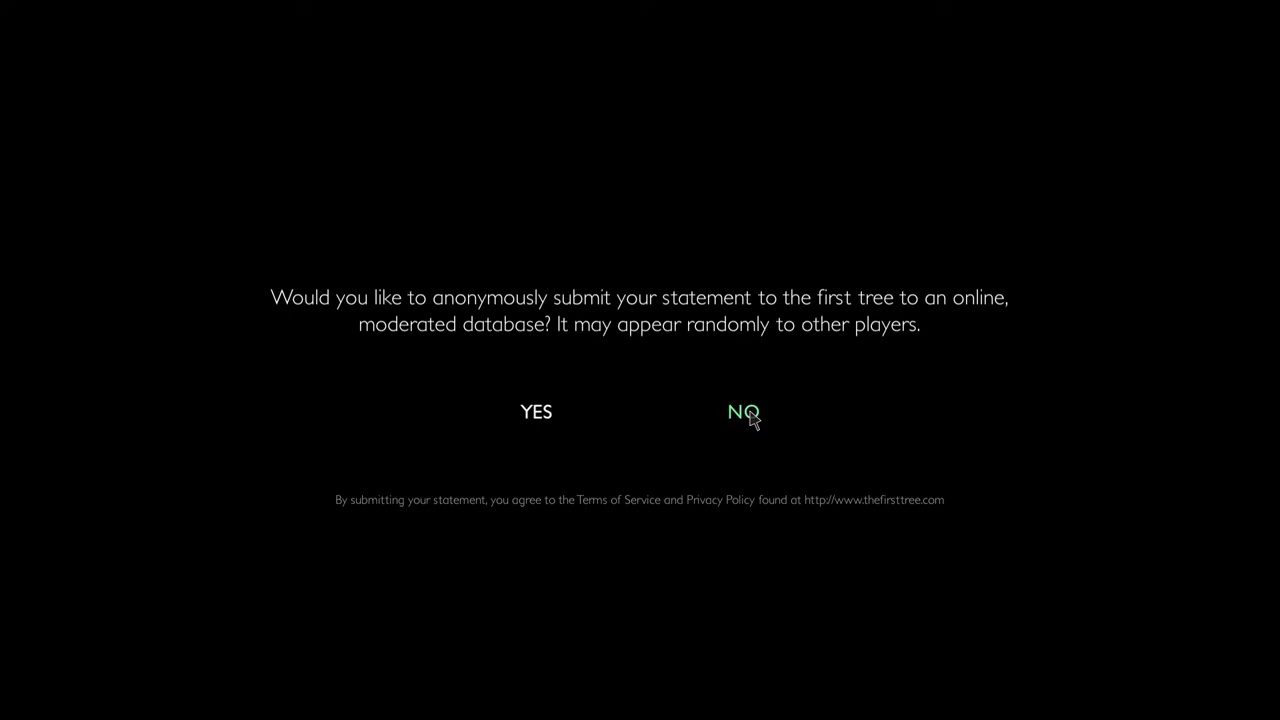 Would you like to anonymously submit your statement to the first tree to an online,
moderated database? It may appear randomly to other players.
YES NO
By submitting your statement, you agree to the Terms of Service and Privacy Policy found at http://www.thefirsttree.com